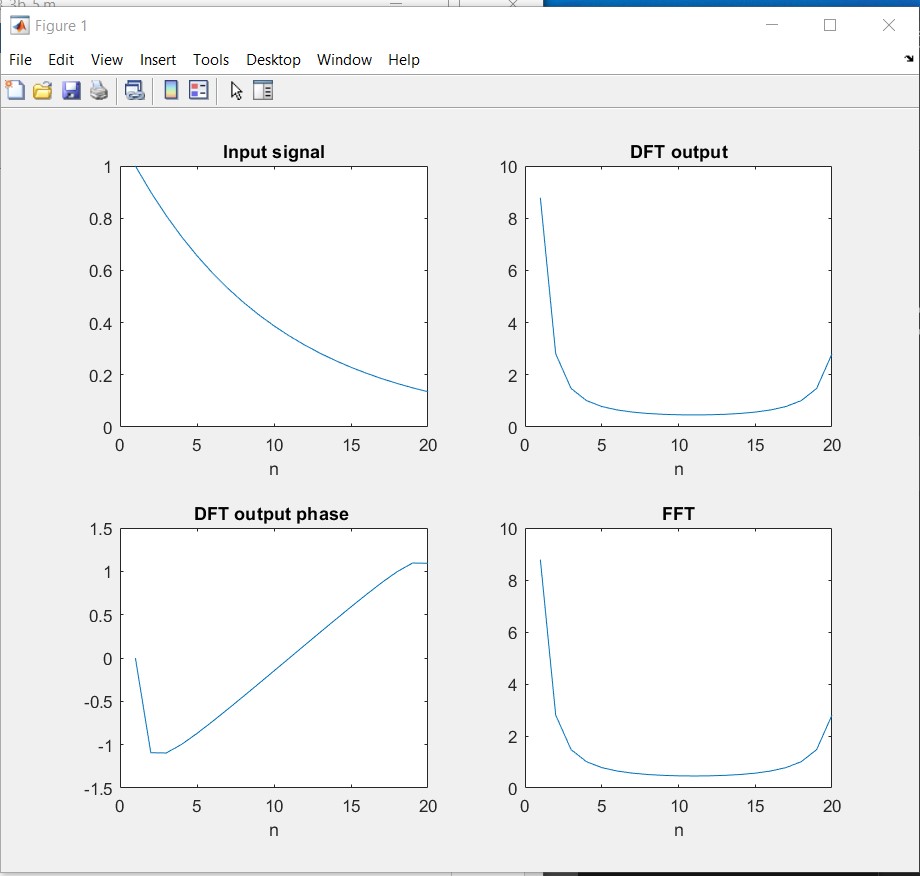 Figure 1
File Edit View Insert Tools Desktop Window Help
Input signal
1
0.8
0.6
0.4
0.2
0
0 5 10 15 20
n
DFT output
10
8
6
4
2
0
0 5 10 15 20
n
DFT output phase
1.5
1
0.5
0
-0.5
-1
-1.5
0 5 10 15 20
n
FFT
10
8
6
4
2
0
0 5 10 15 20
n